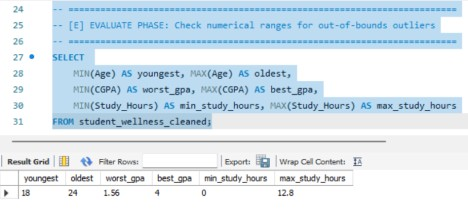 24 -- ================================================================
25 -- [E] EVALUATE PHASE: Check numerical ranges for out-of-bounds outliers
26 -- ================================================================
27 SELECT
28 MIN(Age) AS youngest, MAX(Age) AS oldest,
29 MIN(CGPA) AS worst_gpa, MAX(CGPA) AS best_gpa,
30 MIN(Study_Hours) AS min_study_hours, MAX(Study_Hours) AS max_study_hours
31 FROM student_wellness_cleaned;
Result Grid Filter Rows: Export: Wrap Cell Content: IA
youngest oldest worst_gpa best_gpa min_study_hours max_study_hours
18 24 1.56 4 0 12.8